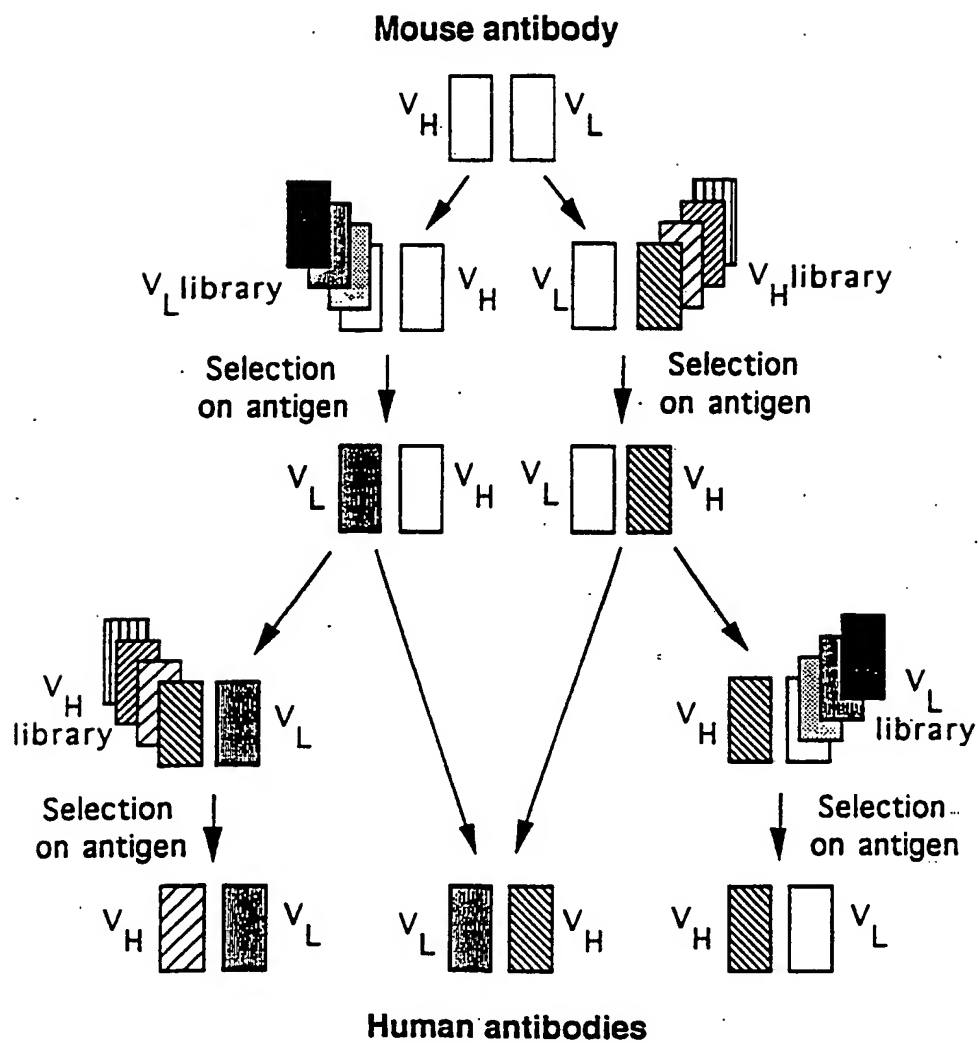 Mouse antibody
VH VL
VL library VH VL VH library
Selection on antigen
Selection on antigen
VL VH VL VH
VH library VL VH VL library
Selection on antigen
Selection on antigen
VH VL VL VH VH VL
Human antibodies